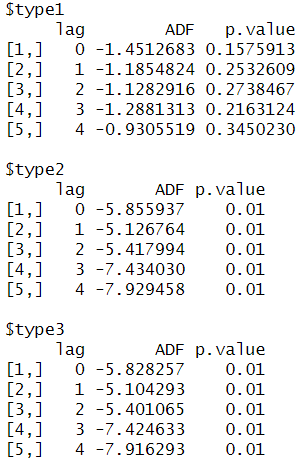 $type1
     lag        ADF   p.value
[1,]   0 -1.4512683 0.1575913
[2,]   1 -1.1854824 0.2532609
[3,]   2 -1.1282916 0.2738467
[4,]   3 -1.2881313 0.2163124
[5,]   4 -0.9305519 0.3450230
$type2
     lag       ADF p.value
[1,]   0 -5.855937    0.01
[2,]   1 -5.126764    0.01
[3,]   2 -5.417994    0.01
[4,]   3 -7.434030    0.01
[5,]   4 -7.929458    0.01
$type3
     lag       ADF p.value
[1,]   0 -5.828257    0.01
[2,]   1 -5.104293    0.01
[3,]   2 -5.401065    0.01
[4,]   3 -7.424633    0.01
[5,]   4 -7.916293    0.01